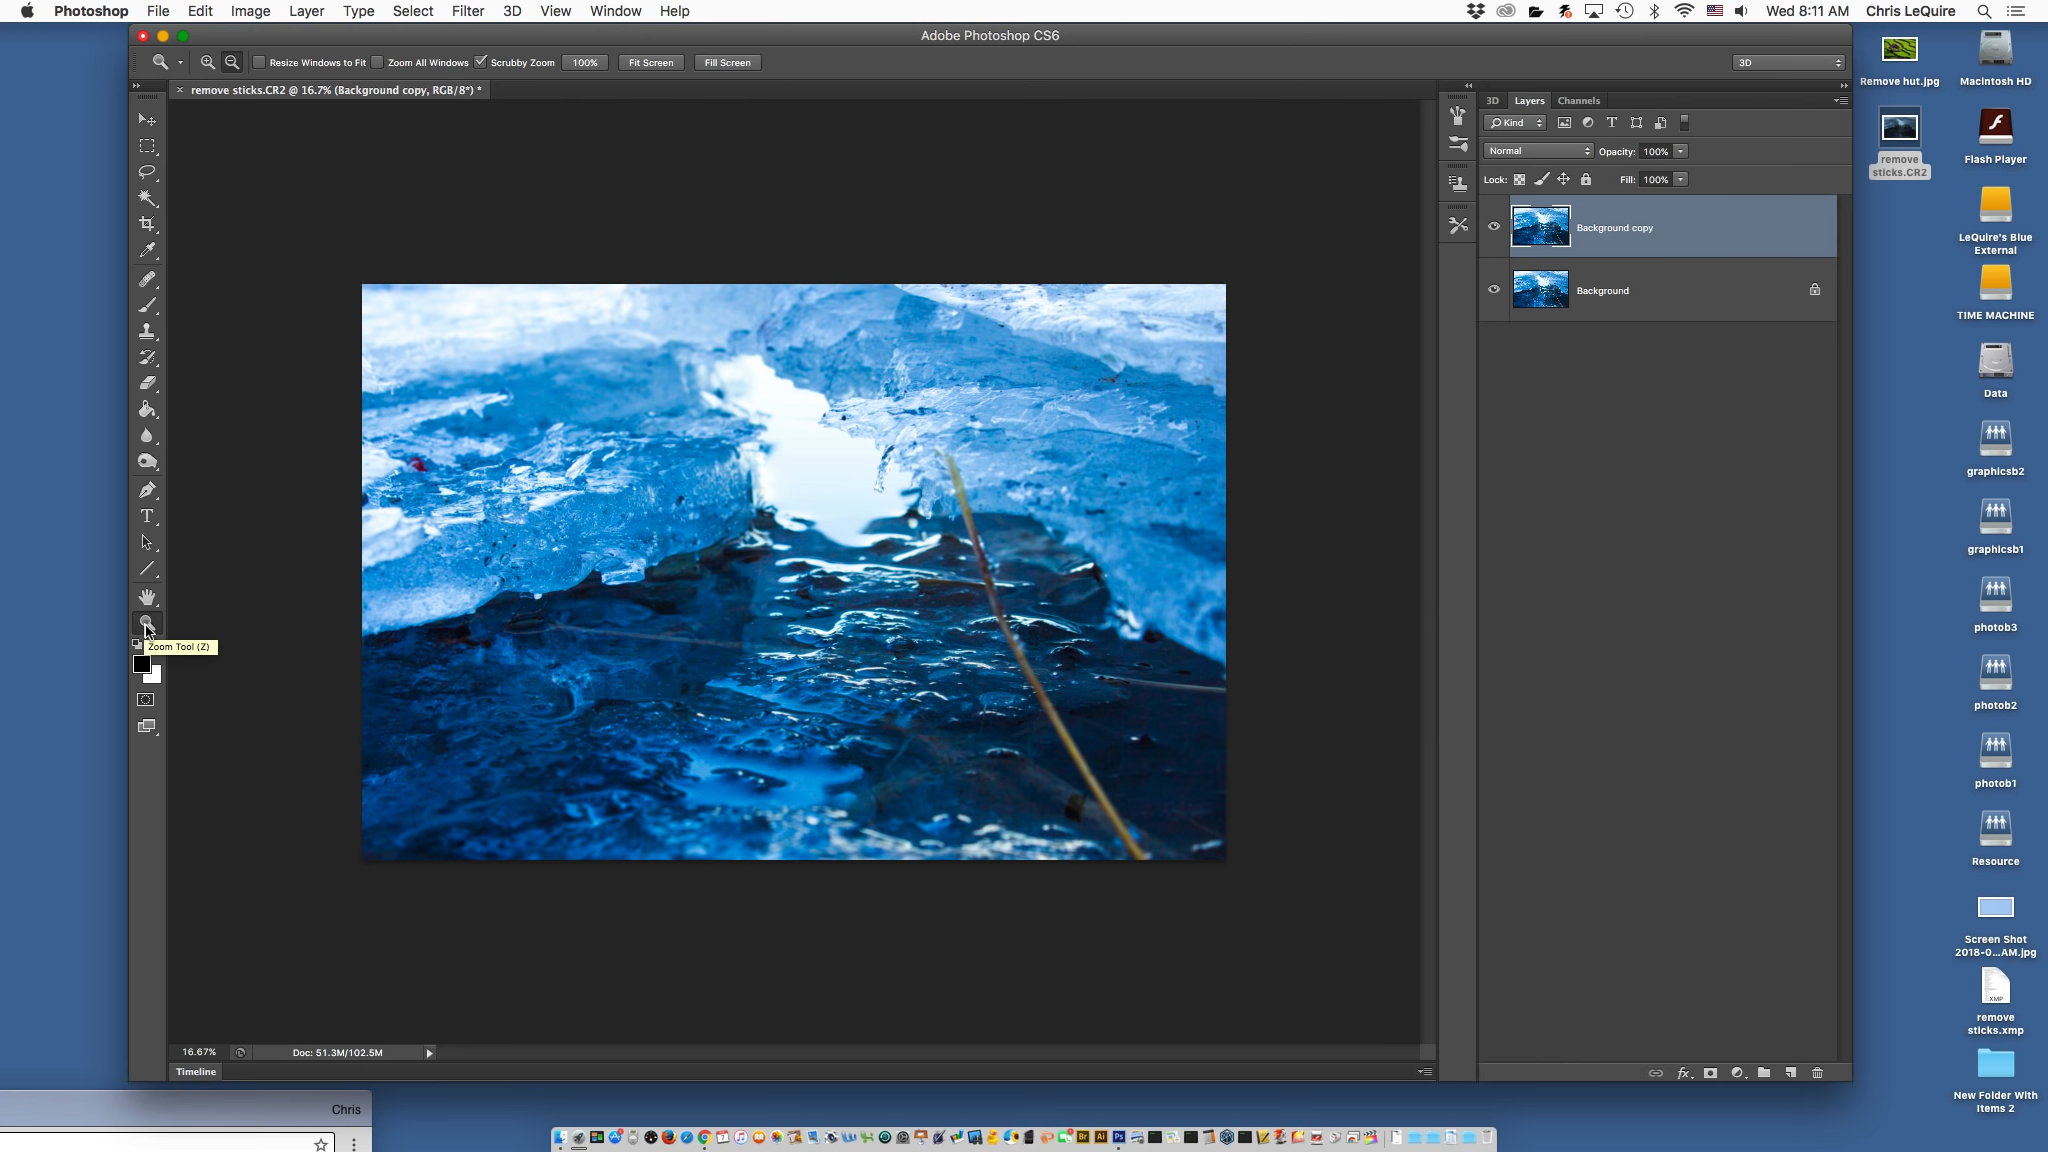 Photoshop File Edit Image Layer Type Select Filter 3D View Window Help
Wed 8:11 AM Chris LeQuire
Adobe Photoshop CS6
Resize Windows to Fit Zoom All Windows Scrubby Zoom 100% Fit Screen Fill Screen 3D
× remove sticks.CR2 @ 16.7% (Background copy, RGB/8*) *
3D Layers Channels
Kind T
Normal Opacity: 100%
Lock: Fill: 100%
Background copy
Background
T
Zoom Tool (Z)
16.67% Doc: 51.3M/102.5M
Timeline
fx
Remove hut.jpg
remove
sticks.CR2
Macintosh HD
Flash Player
LeQuire's Blue
External
TIME MACHINE
Data
graphicsb2
graphicsb1
photob3
photob2
photob1
Resource
Screen Shot
2018-0...AM.jpg
XMP
remove
sticks.xmp
New Folder With
Items 2
Chris
Br Ai Ps